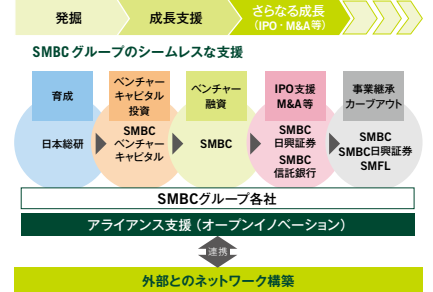 発掘
成長支援
さらなる成長
（IPO・M&A等）
SMBCグループのシームレスな支援
育成
日本総研
ベンチャー
キャピタル
投資
SMBC
ベンチャー
キャピタル
ベンチャー
融資
SMBC
IPO支援
M&A等
SMBC
日興証券
SMBC
信託銀行
事業継承
カーブアウト
SMBC
SMBC日興証券
SMFL
SMBCグループ各社
アライアンス支援（オープンイノベーション）
連携
外部とのネットワーク構築